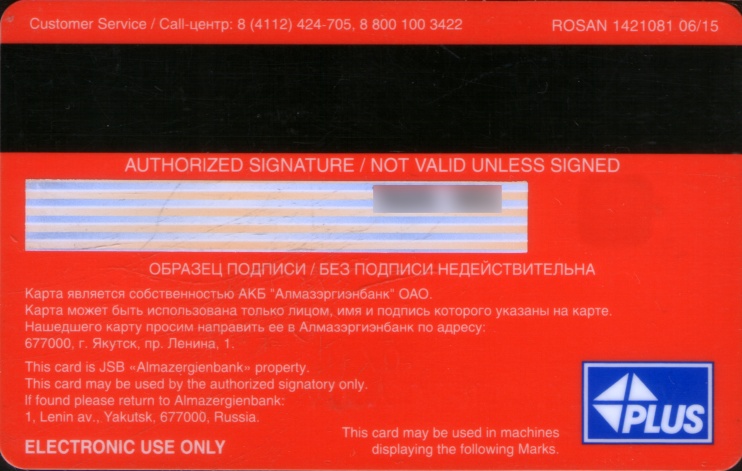 Customer Service / Call-центр: 8 (4112) 424-705, 8 800 100 3422
ROSAN 1421081 06/15
AUTHORIZED SIGNATURE / NOT VALID UNLESS SIGNED
ОБРАЗЕЦ ПОДПИСИ / БЕЗ ПОДПИСИ НЕДЕЙСТВИТЕЛЬНА
Карта является собственностью АКБ "Алмазэргиэнбанк" ОАО.
Карта может быть использована только лицом, имя и подпись которого указаны на карте.
Нашедшего карту просим направить ее в Алмазэргиэнбанк по адресу:
677000, г. Якутск, пр. Ленина, 1.
This card is JSB «Almazergienbank» property.
This card may be used by the authorized signatory only.
If found please return to Almazergienbank:
1, Lenin av., Yakutsk, 677000, Russia.
ELECTRONIC USE ONLY
This card may be used in machines
displaying the following Marks.
PLUS